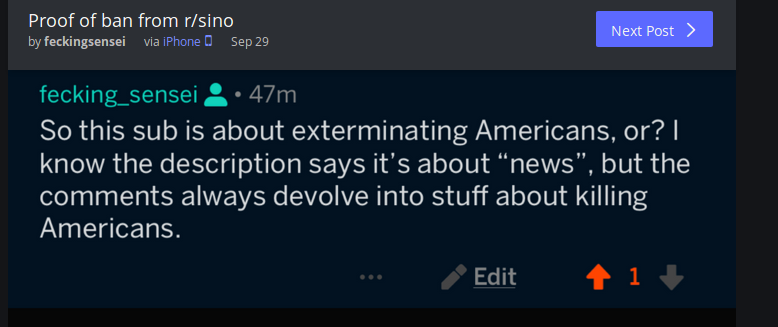 Proof of ban from r/sino
by feckingsensei via iPhone Sep 29
Next Post
fecking_sensei • 47m
So this sub is about exterminating Americans, or? I
know the description says it's about “news”, but the
comments always devolve into stuff about killing
Americans.
... Edit 1